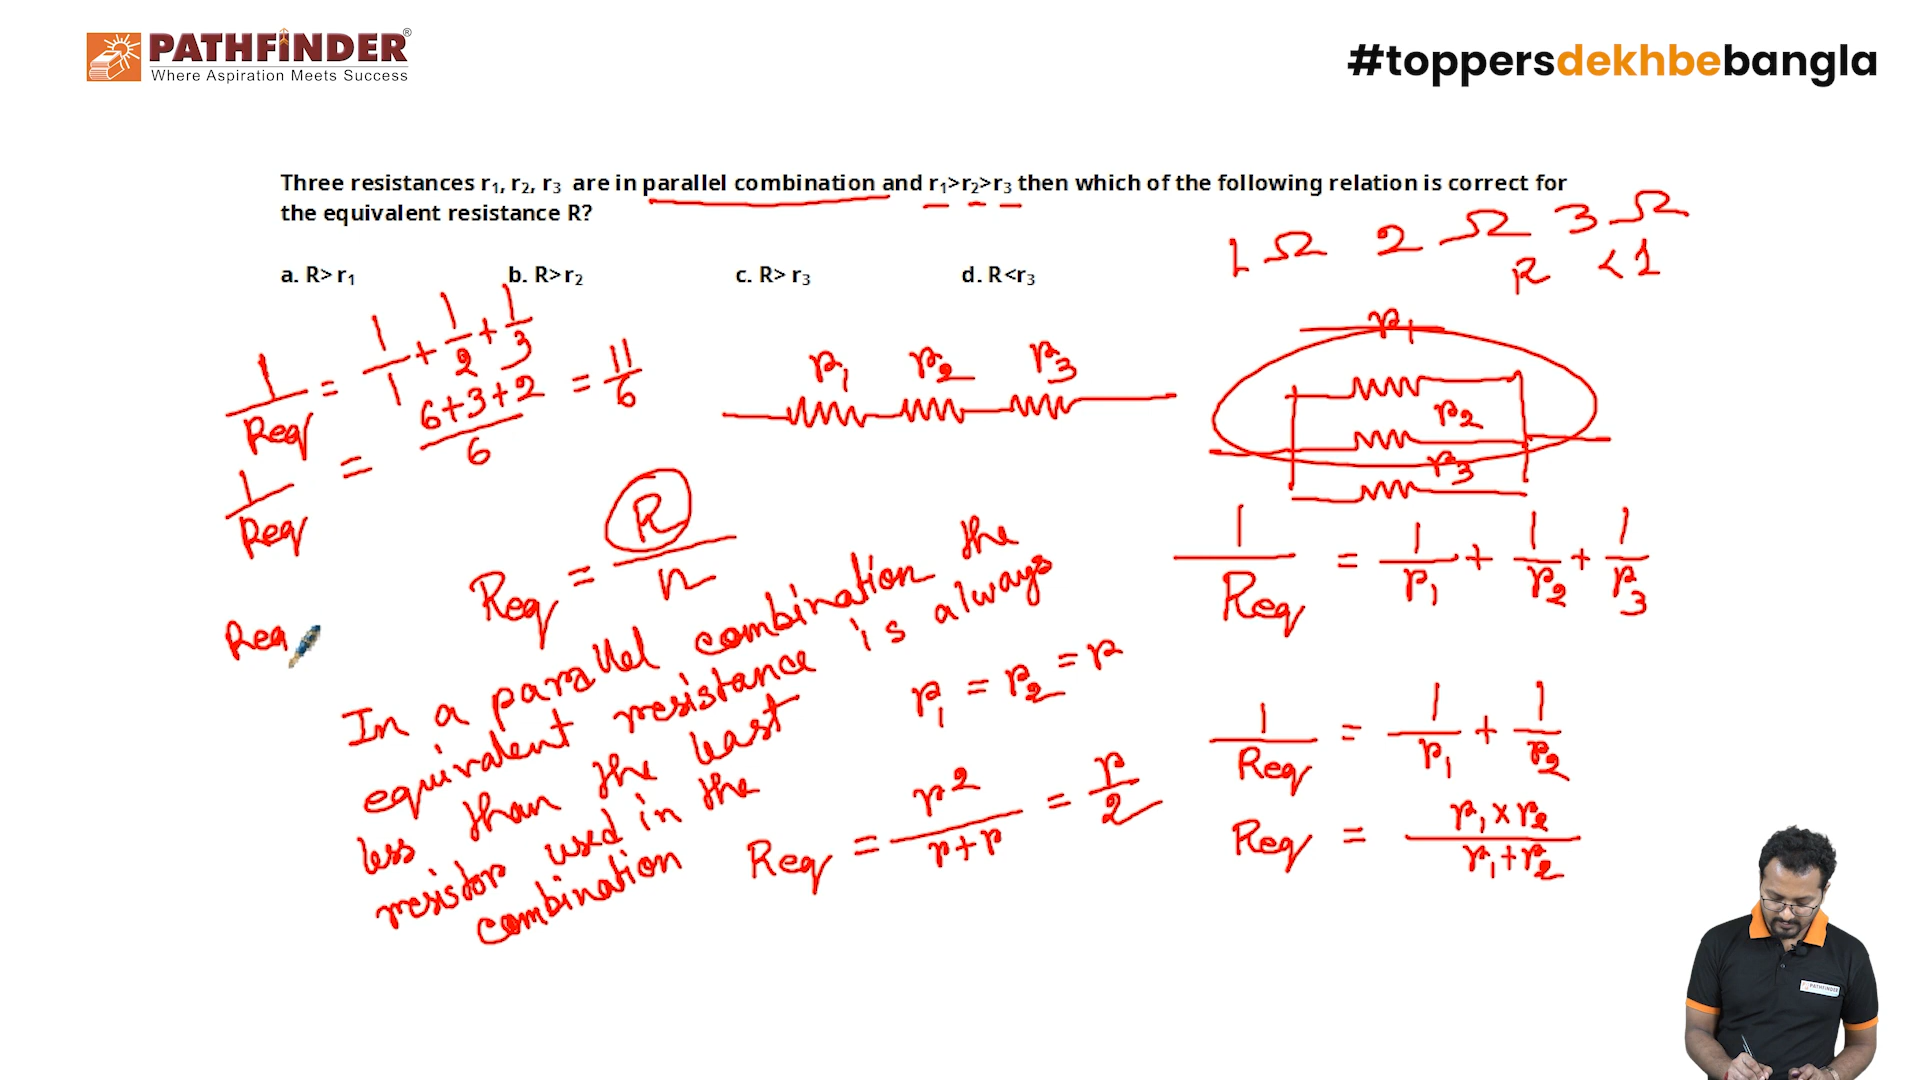 PATHFINDER®
Where Aspiration Meets Success
#toppersdekhbebangla
Three resistances r₁, r₂, r₃ are in parallel combination and r₁>r₂>r₃ then which of the following relation is correct for
the equivalent resistance R?
a. R> r₁ b. R>r₂ c. R> r₃ d. R <r₃
1 Ω 2 Ω 3 Ω
R < 1
1/Req = 1/1 + 1/2 + 1/3
1/Req = 6+3+2/6 = 11/6
Req
r₁ r₂ r₃
r₁
r₂
r₃
Req = R/n
1/Req = 1/r₁ + 1/r₂ + 1/r₃
In a parallel combination the
equivalent resistance is always
less than the least
resistor used in the
combination
r₁ = r₂ = r
Req = r²/r+r = r/2
1/Req = 1/r₁ + 1/r₂
Req = r₁ × r₂/r₁+r₂
PATHFINDER